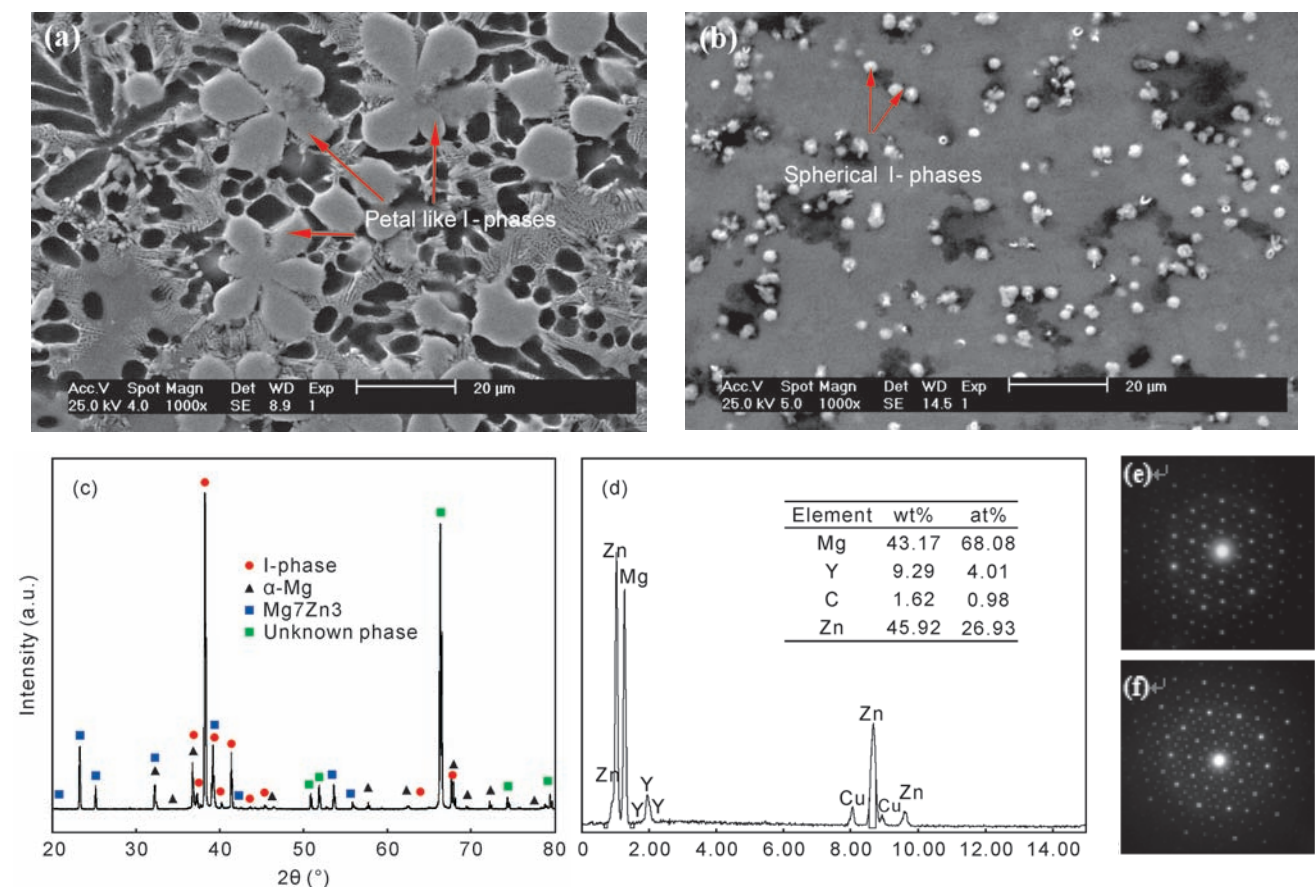 (a)
Petal like I-phases
Acc.V Spot Magn Det WD Exp
25.0 kV 4.0 1000x SE 8.9 1
20 μm
(b)
Spherical I- phases
Acc.V Spot Magn Det WD Exp
25.0 kV 5.0 1000x SE 14.5 1
20 μm
(c)
I-phase
α-Mg
Mg7Zn3
Unknown phase
Intensity (a.u.)
20 30 40 50 60 70 80
2θ (°)
(d)
Element wt% at%
Mg 43.17 68.08
Y 9.29 4.01
C 1.62 0.98
Zn 45.92 26.93
Zn
Mg
Zn
Y
Y
Y
Cu
Zn
Cu
Zn
0 2.00 4.00 6.00 8.00 10.00 12.00 14.00
(e)
(f)